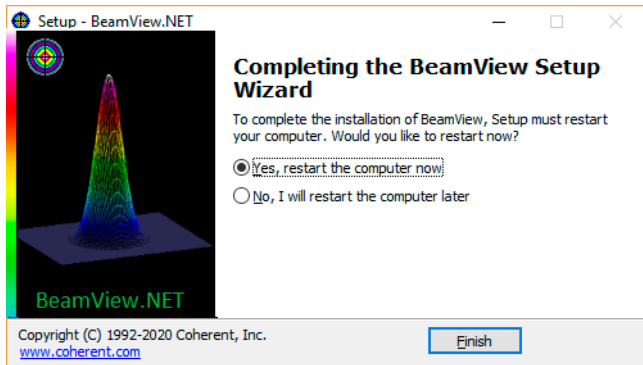 Setup - BeamView.NET
Completing the BeamView Setup
Wizard
To complete the installation of BeamView, Setup must restart
your computer. Would you like to restart now?
Yes, restart the computer now
No, I will restart the computer later
BeamView.NET
Copyright (C) 1992-2020 Coherent, Inc.
www.coherent.com
Finish